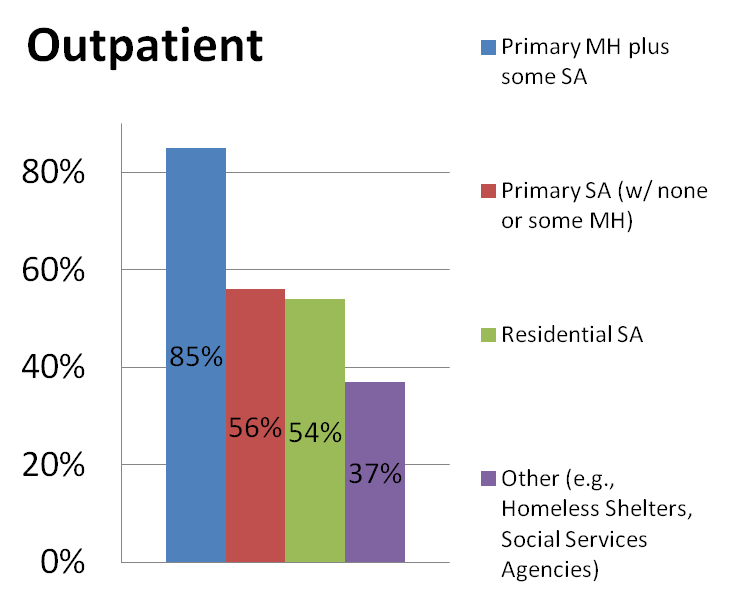 Outpatient
80%
60%
40%
20%
0%
85%
56%
54%
37%
Primary MH plus
some SA
Primary SA (w/ none
or some MH)
Residential SA
Other (e.g.,
Homeless Shelters,
Social Services
Agencies)